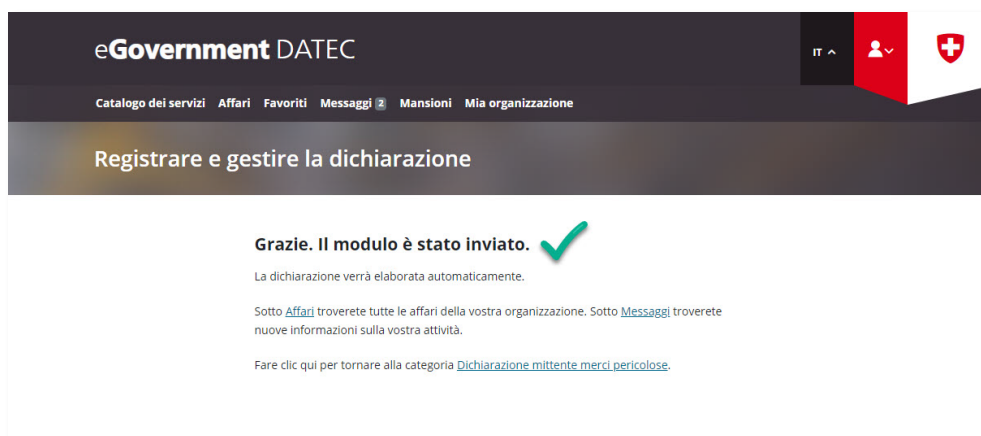 eGovernment DATEC
IT
Catalogo dei servizi Affari Favoriti Messaggi 2 Mansioni Mia organizzazione
Registrare e gestire la dichiarazione
Grazie. Il modulo è stato inviato.
La dichiarazione verrà elaborata automaticamente.
Sotto Affari troverete tutte le affari della vostra organizzazione. Sotto Messaggi troverete
nuove informazioni sulla vostra attività.
Fare clic qui per tornare alla categoria Dichiarazione mittente merci pericolose.